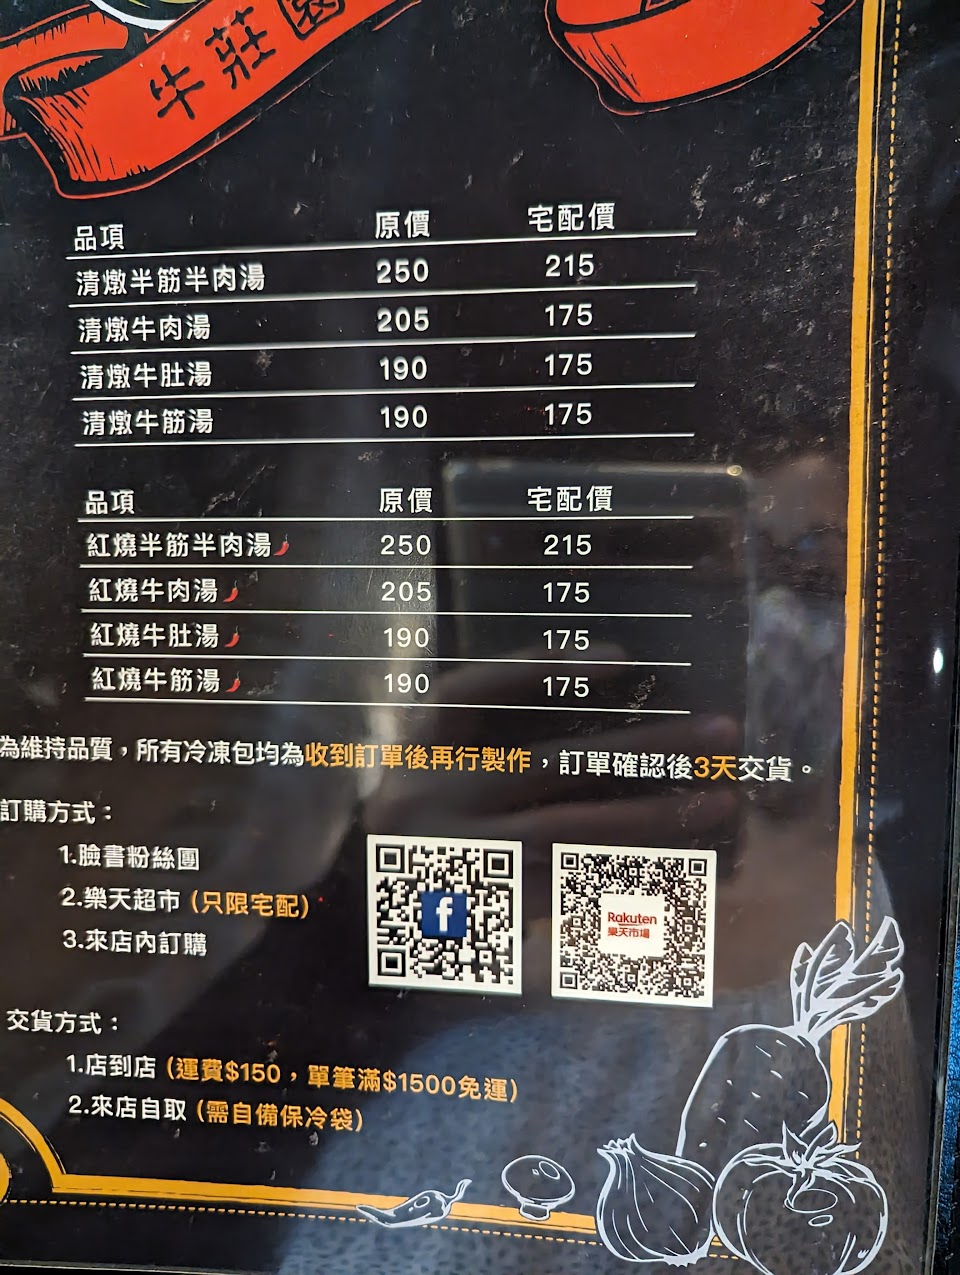 牛莊園
品項 原價 宅配價
清燉半筋半肉湯 250 215
清燉牛肉湯 205 175
清燉牛肚湯 190 175
清燉牛筋湯 190 175
品項 原價 宅配價
紅燒半筋半肉湯 250 215
紅燒牛肉湯 205 175
紅燒牛肚湯 190 175
紅燒牛筋湯 190 175
為維持品質，所有冷凍包均為收到訂單後再行製作，訂單確認後3天交貨。
訂購方式：
1.臉書粉絲團
2.樂天超市 (只限宅配)
3.來店內訂購
f
Rakuten
樂天市場
交貨方式：
1.店到店 (運費$150，單筆滿$1500免運)
2.來店自取 (需自備保冷袋)